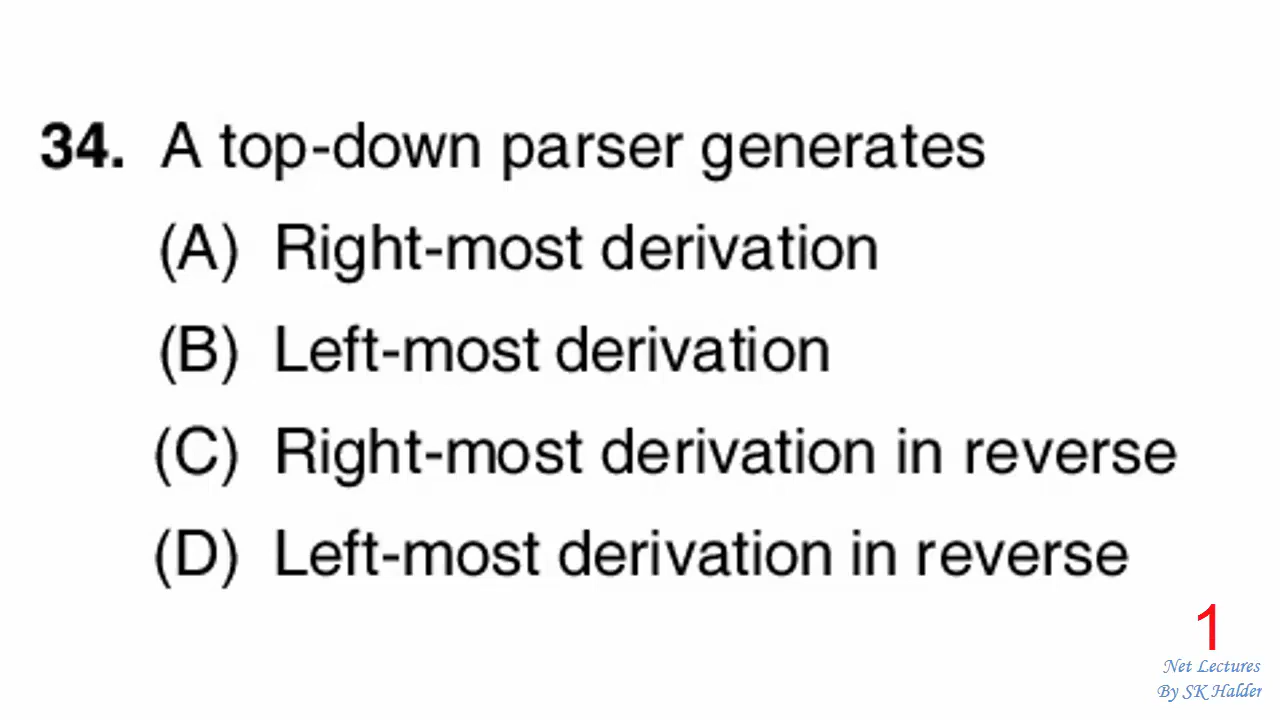 34. A top-down parser generates
(A) Right-most derivation
(B) Left-most derivation
(C) Right-most derivation in reverse
(D) Left-most derivation in reverse
1
Net Lectures
By SK Halder